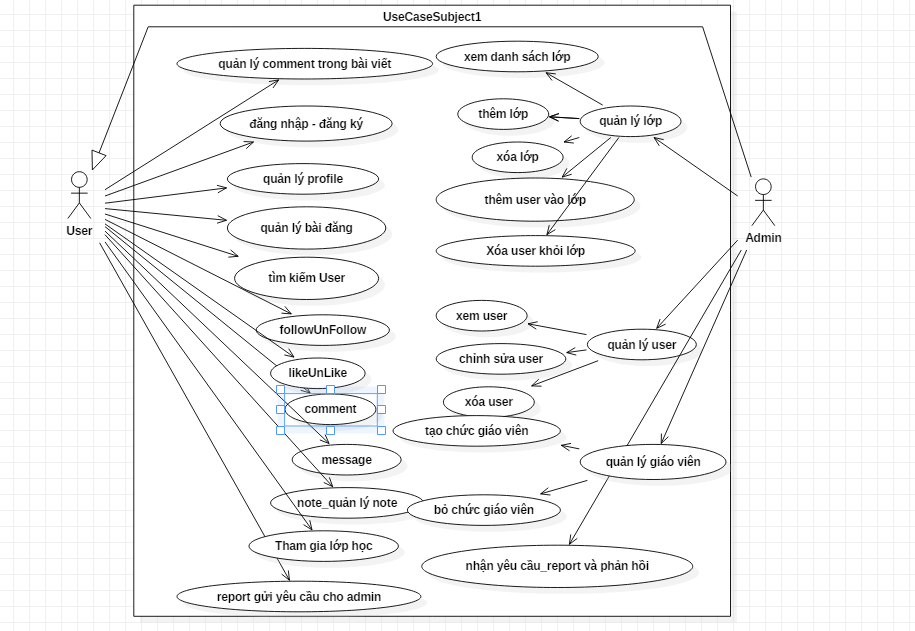 UseCaseSubject1
quản lý comment trong bài viết
xem danh sách lớp
đăng nhập - đăng ký
thêm lớp
quản lý lớp
xóa lớp
quản lý profile
thêm user vào lớp
quản lý bài đăng
User
Admin
Xóa user khỏi lớp
tìm kiếm User
xem user
followUnFollow
quản lý user
chỉnh sửa user
likeUnLike
xóa user
comment
tạo chức giáo viên
message
quản lý giáo viên
note_quản lý note
bỏ chức giáo viên
Tham gia lớp học
nhận yêu cầu_report và phản hồi
report gửi yêu cầu cho admin